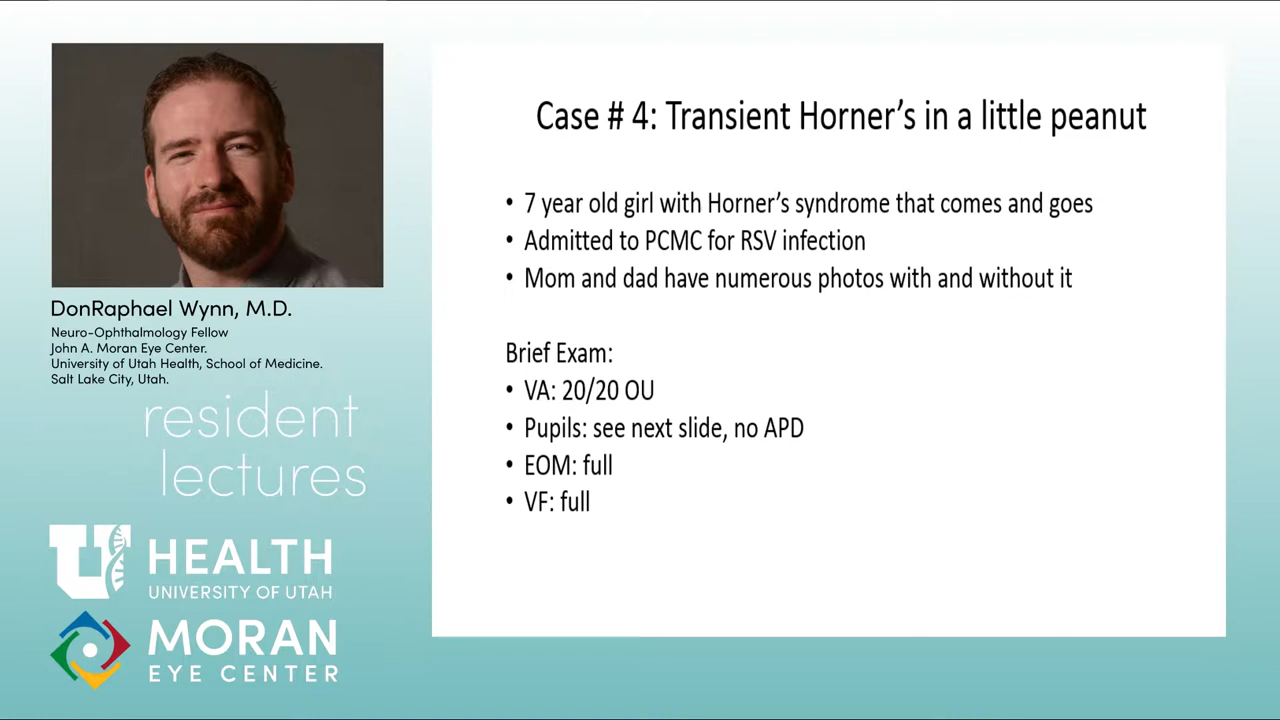 DonRaphael Wynn, M.D.
Neuro-Ophthalmology Fellow
John A. Moran Eye Center.
University of Utah Health, School of Medicine.
Salt Lake City, Utah.
resident
lectures
U HEALTH
UNIVERSITY OF UTAH
MORAN
EYE CENTER
Case # 4: Transient Horner’s in a little peanut
• 7 year old girl with Horner’s syndrome that comes and goes
• Admitted to PCMC for RSV infection
• Mom and dad have numerous photos with and without it
Brief Exam:
• VA: 20/20 OU
• Pupils: see next slide, no APD
• EOM: full
• VF: full